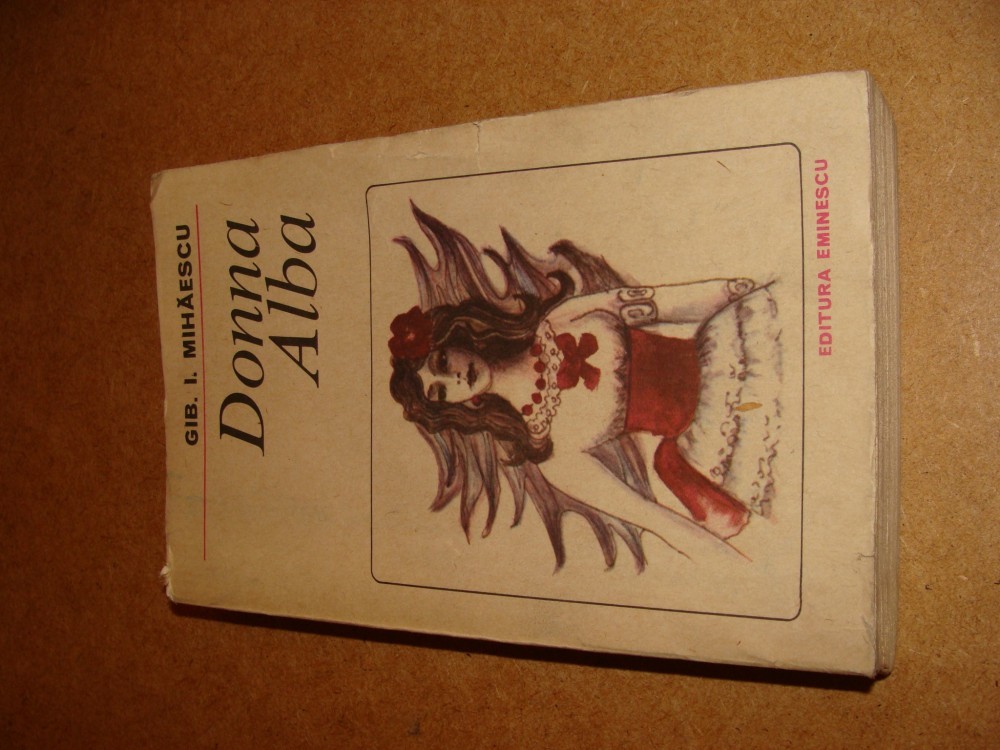 GIB. I. MIHĂESCU
Donna
Alba
EDITURA EMINESCU